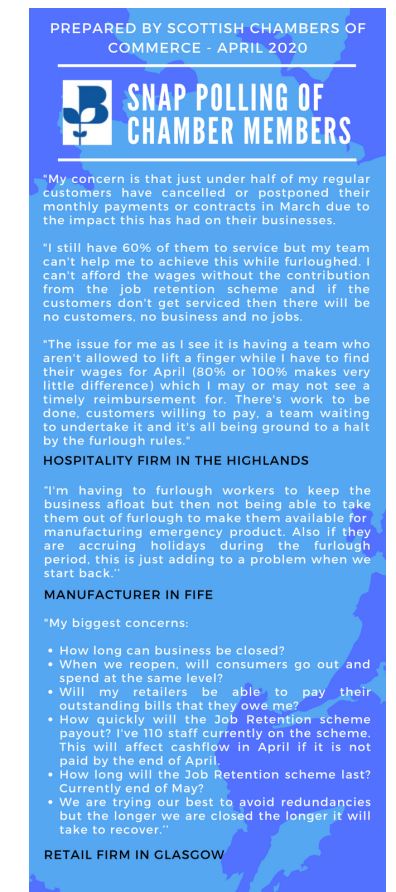 PREPARED BY SCOTTISH CHAMBERS OF
COMMERCE - APRIL 2020
SNAP POLLING OF
CHAMBER MEMBERS
"My concern is that just under half of my regular
customers have cancelled or postponed their
monthly payments or contracts in March due to
the impact this has had on their businesses.
"I still have 60% of them to service but my team
can't help me to achieve this while furloughed. I
can't afford the wages without the contribution
from the job retention scheme and if the
customers don't get serviced then there will be
no customers, no business and no jobs.
"The issue for me as I see it is having a team who
aren't allowed to lift a finger while I have to find
their wages for April (80% or 100% makes very
little difference) which I may or may not see a
timely reimbursement for. There's work to be
done, customers willing to pay, a team waiting
to undertake it and it's all being ground to a halt
by the furlough rules."
HOSPITALITY FIRM IN THE HIGHLANDS
"I'm having to furlough workers to keep the
business afloat but then not being able to take
them out of furlough to make them available for
manufacturing emergency product. Also if they
are accruing holidays during the furlough
period, this is just adding to a problem when we
start back.''
MANUFACTURER IN FIFE
"My biggest concerns:
• How long can business be closed?
• When we reopen, will consumers go out and
spend at the same level?
• Will my retailers be able to pay their
outstanding bills that they owe me?
• How quickly will the Job Retention scheme
payout? I've 110 staff currently on the scheme.
This will affect cashflow in April if it is not
paid by the end of April.
• How long will the Job Retention scheme last?
Currently end of May?
• We are trying our best to avoid redundancies
but the longer we are closed the longer it will
take to recover.''
RETAIL FIRM IN GLASGOW